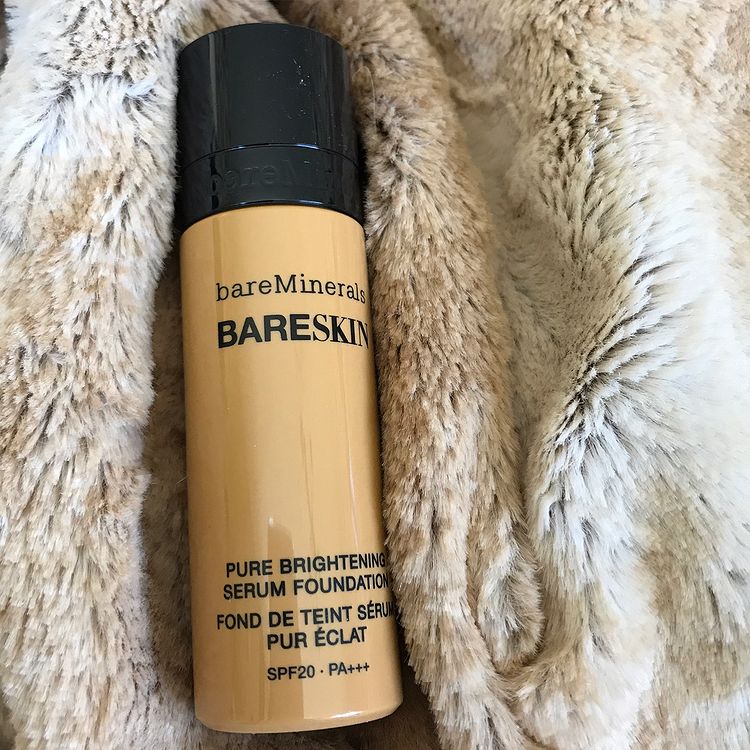 bareMinerals
BARESKIN
PURE BRIGHTENING
SERUM FOUNDATION
FOND DE TEINT SÉRUM
PUR ÉCLAT
SPF20 · PA+++